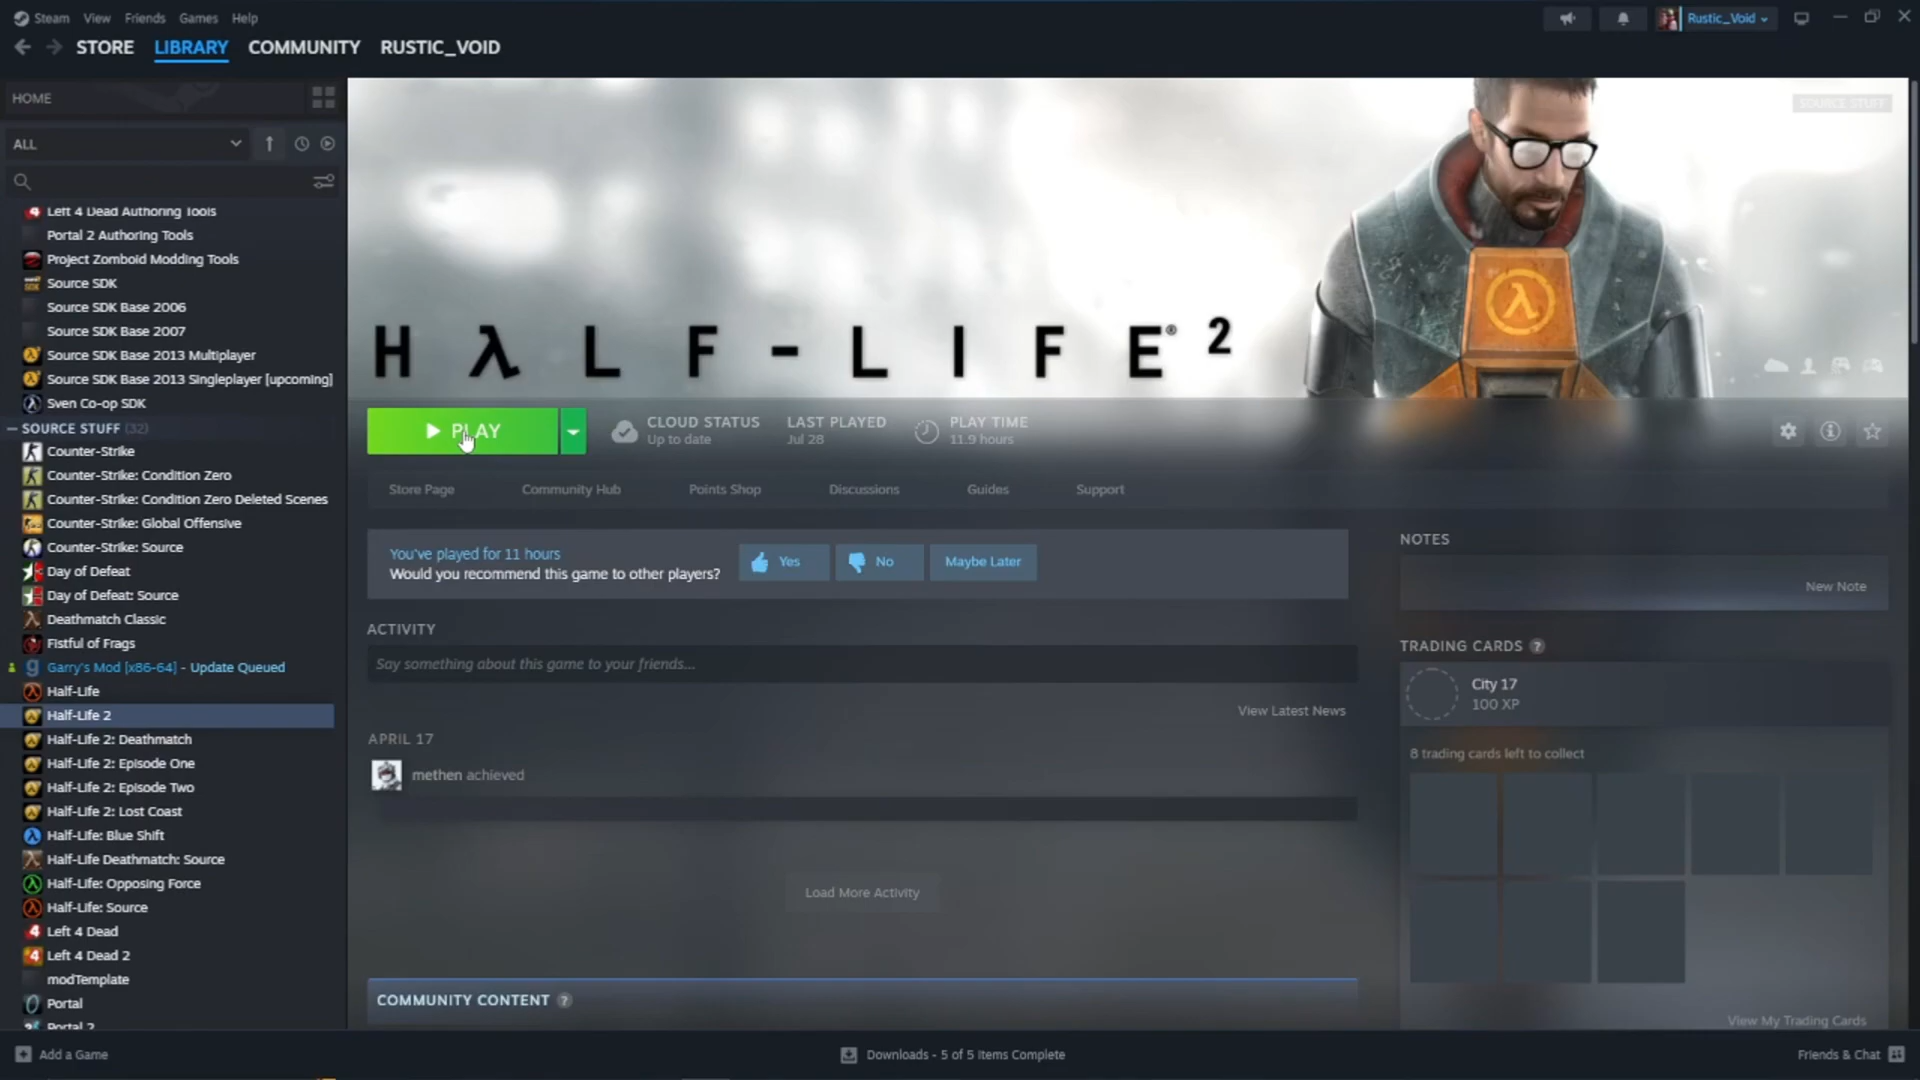 Steam View Friends Games Help
Rustic_Void
STORE LIBRARY COMMUNITY RUSTIC_VOID
HOME
ALL
Left 4 Dead Authoring Tools
Portal 2 Authoring Tools
Project Zomboid Modding Tools
Source SDK
Source SDK Base 2006
Source SDK Base 2007
Source SDK Base 2013 Multiplayer
Source SDK Base 2013 Singleplayer [upcoming]
Sven Co-op SDK
SOURCE STUFF (32)
Counter-Strike
Counter-Strike: Condition Zero
Counter-Strike: Condition Zero Deleted Scenes
Counter-Strike: Global Offensive
Counter-Strike: Source
Day of Defeat
Day of Defeat: Source
Deathmatch Classic
Fistful of Frags
Garry's Mod [x86-64] - Update Queued
Half-Life
Half-Life 2
Half-Life 2: Deathmatch
Half-Life 2: Episode One
Half-Life 2: Episode Two
Half-Life 2: Lost Coast
Half-Life: Blue Shift
Half-Life Deathmatch: Source
Half-Life: Opposing Force
Half-Life: Source
Left 4 Dead
Left 4 Dead 2
modTemplate
Portal
Portal 2
SOURCE STUFF
HλLF-LIFE® 2
PLAY
CLOUD STATUS
Up to date
LAST PLAYED
Jul 28
PLAY TIME
11.9 hours
Store Page Community Hub Points Shop Discussions Guides Support
You've played for 11 hours
Would you recommend this game to other players?
Yes No Maybe Later
ACTIVITY
Say something about this game to your friends...
View Latest News
APRIL 17
methen achieved
Load More Activity
COMMUNITY CONTENT ?
NOTES
New Note
TRADING CARDS ?
City 17
100 XP
8 trading cards left to collect
View My Trading Cards
Add a Game
Downloads - 5 of 5 Items Complete
Friends & Chat